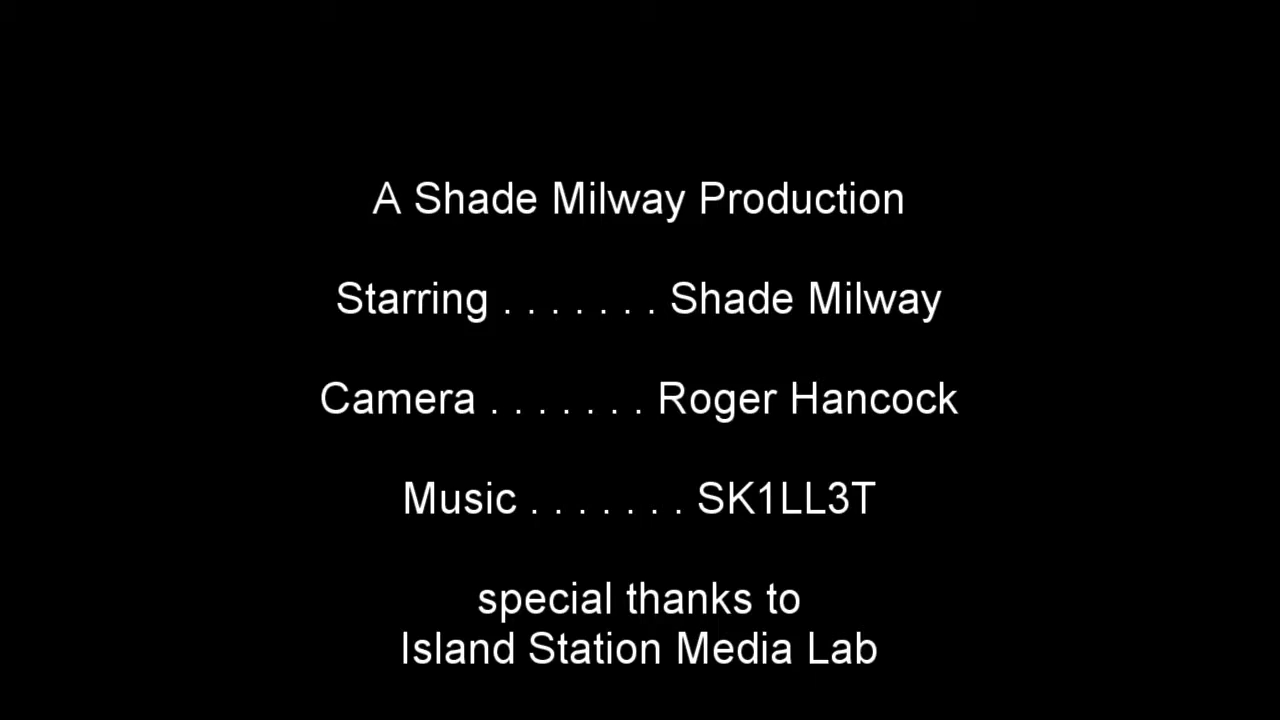 A Shade Milway Production
Starring . . . . . . . Shade Milway
Camera . . . . . . . Roger Hancock
Music . . . . . . . SK1LL3T
special thanks to
Island Station Media Lab